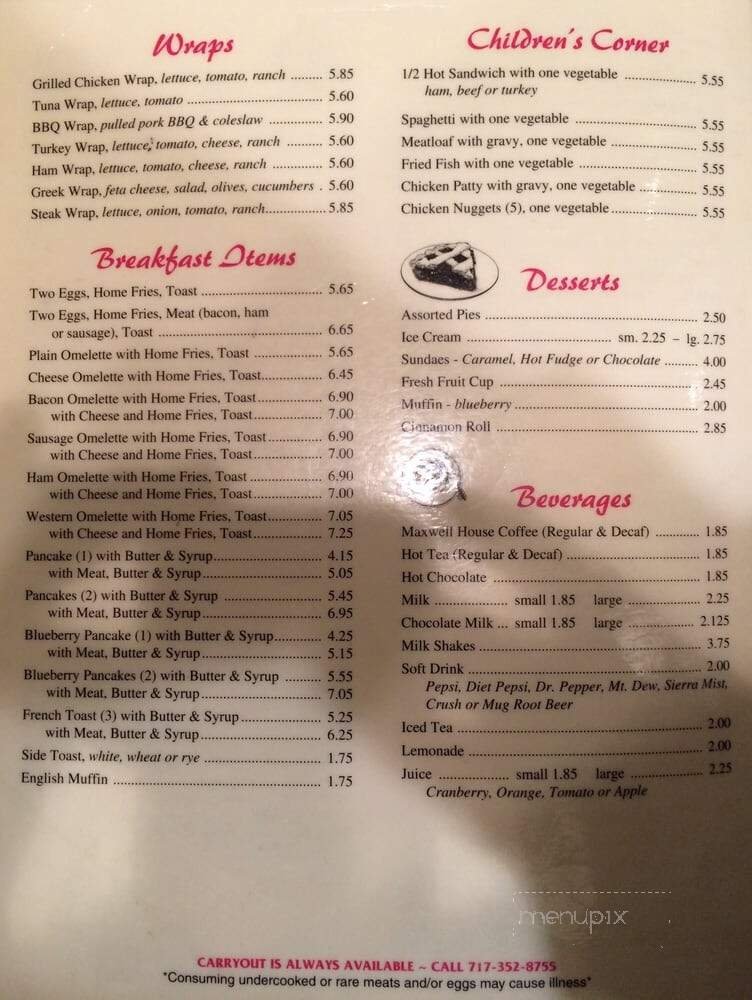 Wraps
Grilled Chicken Wrap, lettuce, tomato, ranch ......... 5.85
Tuna Wrap, lettuce, tomato ....................................... 5.60
BBQ Wrap, pulled pork BBQ & coleslaw ............... 5.90
Turkey Wrap, lettuce, tomato, cheese, ranch ........... 5.60
Ham Wrap, lettuce, tomato, cheese, ranch .............. 5.60
Greek Wrap, feta cheese, salad, olives, cucumbers . 5.60
Steak Wrap, lettuce, onion, tomato, ranch................. 5.85
Breakfast Items
Two Eggs, Home Fries, Toast .................................. 5.65
Two Eggs, Home Fries, Meat (bacon, ham
or sausage), Toast ............................................... 6.65
Plain Omelette with Home Fries, Toast .................... 5.65
Cheese Omelette with Home Fries, Toast................. 6.45
Bacon Omelette with Home Fries, Toast................... 6.90
with Cheese and Home Fries, Toast.................... 7.00
Sausage Omelette with Home Fries, Toast................ 6.90
with Cheese and Home Fries, Toast.................... 7.00
Ham Omelette with Home Fries, Toast .................... 6.90
with Cheese and Home Fries, Toast.................... 7.00
Western Omelette with Home Fries, Toast................ 7.05
with Cheese and Home Fries, Toast.................... 7.25
Pancake (1) with Butter & Syrup............................... 4.15
with Meat, Butter & Syrup.................................. 5.05
Pancakes (2) with Butter & Syrup ............................ 5.45
with Meat, Butter & Syrup.................................. 6.95
Blueberry Pancake (1) with Butter & Syrup.............. 4.25
with Meat, Butter & Syrup.................................. 5.15
Blueberry Pancakes (2) with Butter & Syrup ........... 5.55
with Meat, Butter & Syrup.................................. 7.05
French Toast (3) with Butter & Syrup....................... 5.25
with Meat, Butter & Syrup.................................. 6.25
Side Toast, white, wheat or rye ................................. 1.75
English Muffin ........................................................... 1.75
Children's Corner
1/2 Hot Sandwich with one vegetable .................... 5.55
ham, beef or turkey
Spaghetti with one vegetable .................................. 5.55
Meatloaf with gravy, one vegetable ........................ 5.55
Fried Fish with one vegetable ................................. 5.55
Chicken Patty with gravy, one vegetable ................ 5.55
Chicken Nuggets (5), one vegetable........................ 5.55
Desserts
Assorted Pies .............................................................. 2.50
Ice Cream ........................................ sm. 2.25 – lg. 2.75
Sundaes - Caramel, Hot Fudge or Chocolate ......... 4.00
Fresh Fruit Cup .......................................................... 2.45
Muffin - blueberry...................................................... 2.00
Cinnamon Roll ........................................................... 2.85
Beverages
Maxwell House Coffee (Regular & Decaf) ............ 1.85
Hot Tea (Regular & Decaf) ..................................... 1.85
Hot Chocolate ........................................................... 1.85
Milk ..................... small 1.85 large ...................... 2.25
Chocolate Milk ... small 1.85 large .................... 2.125
Milk Shakes ............................................................... 3.75
Soft Drink .................................................................. 2.00
Pepsi, Diet Pepsi, Dr. Pepper, Mt. Dew, Sierra Mist,
Crush or Mug Root Beer
Iced Tea ...................................................................... 2.00
Lemonade ................................................................... 2.00
Juice .................... small 1.85 large ...................... 2.25
Cranberry, Orange, Tomato or Apple
menupix
CARRYOUT IS ALWAYS AVAILABLE ~ CALL 717-352-8755
*Consuming undercooked or rare meats and/or eggs may cause illness*